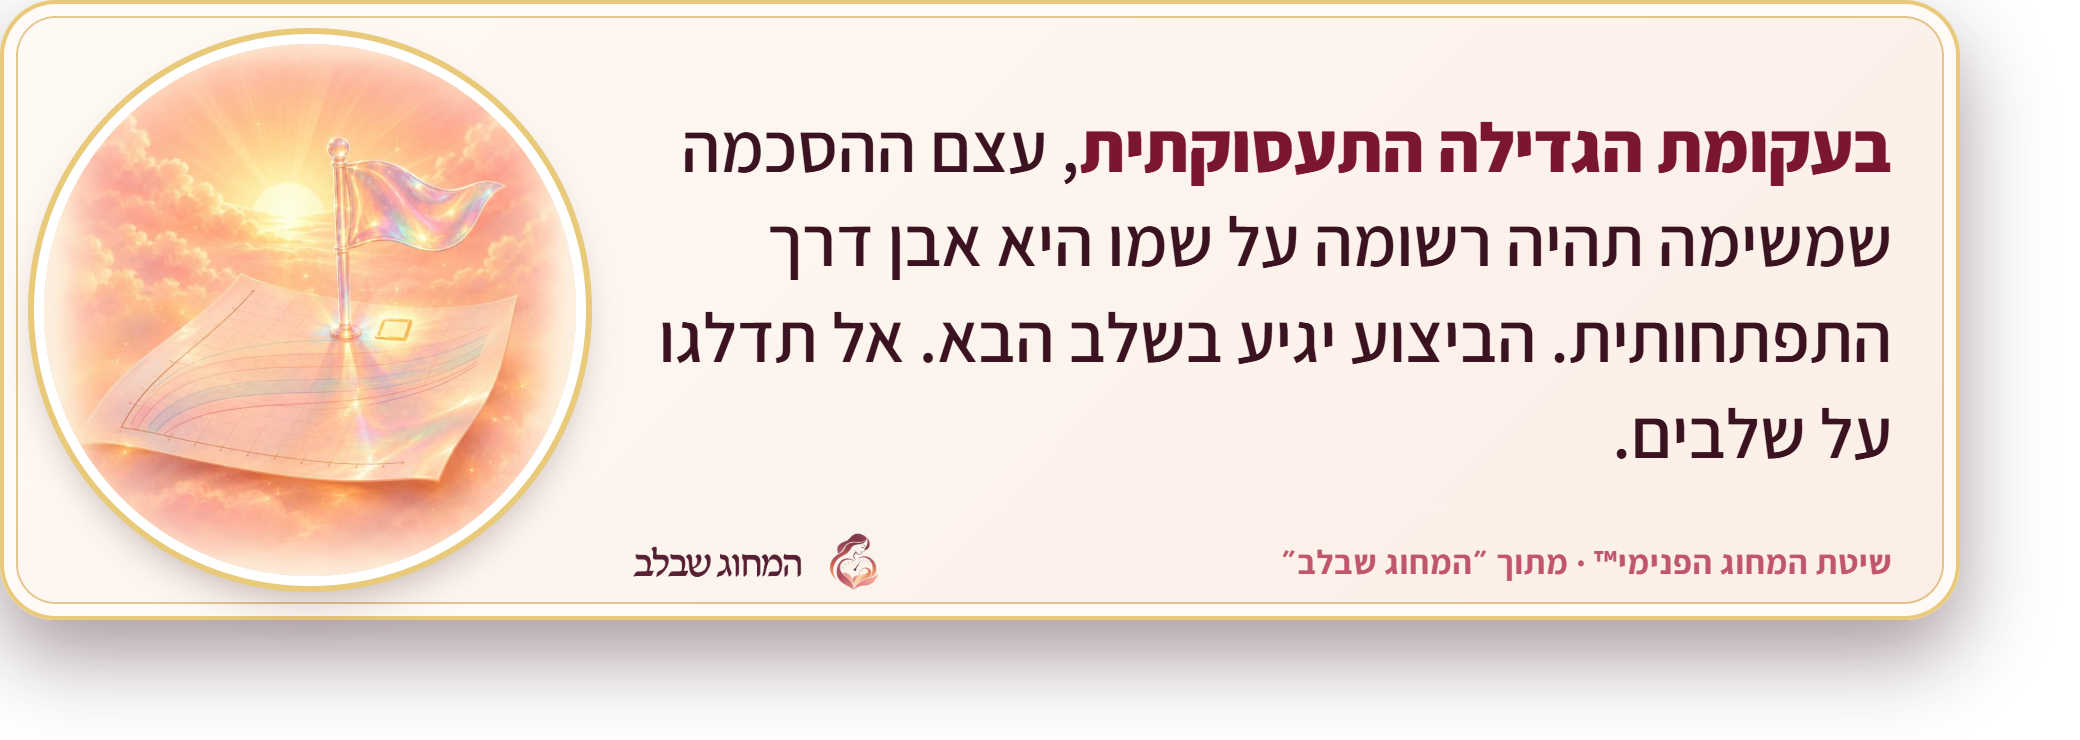 בעקומת הגדילה התעסוקתית, עצם ההסכמה
שמשימה תהיה רשומה על שמו היא אבן דרך
התפתחותית. הביצוע יגיע בשלב הבא. אל תדלגו
על שלבים.
שיטת המחוג הפנימי™ · מתוך ״המחוג שבלב״
המחוג שבלב